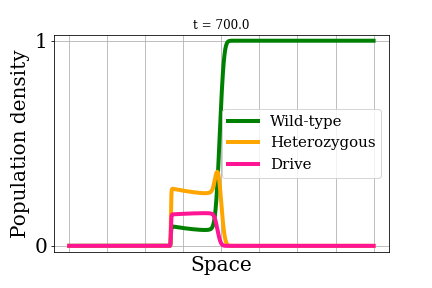 t = 700.0
1
Population density
Wild-type
Heterozygous
Drive
0
Space